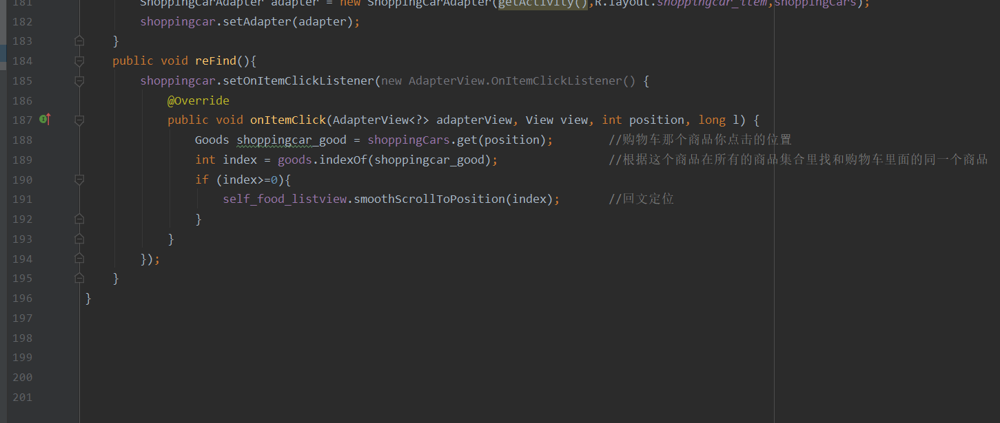 181 ShoppingCarAdapter adapter = new ShoppingCarAdapter(getActivity(),R.layout.shoppingcar_item,shoppingCars);
182 shoppingcar.setAdapter(adapter);
183 }
184 public void reFind(){
185 shoppingcar.setOnItemClickListener(new AdapterView.OnItemClickListener() {
186 @Override
187 public void onItemClick(AdapterView<?> adapterView, View view, int position, long l) {
188 Goods shoppingcar_good = shoppingCars.get(position); //购物车那个商品你点击的位置
189 int index = goods.indexOf(shoppingcar_good); //根据这个商品在所有的商品集合里找和购物车里面的同一个商品
190 if (index>=0){
191 self_food_listview.smoothScrollToPosition(index); //回文定位
192 }
193 }
194 });
195 }
196 }
197
198
199
200
201